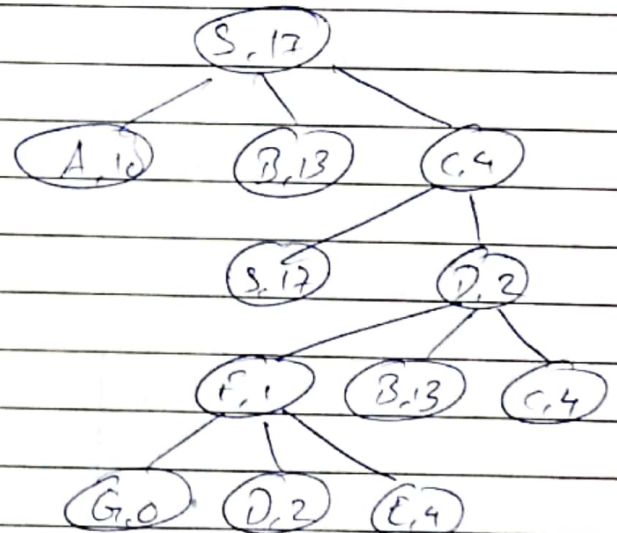 S, 17
A, 10 B, 13 C, 4
S, 17 D, 2
F, 1 B, 13 C, 4
G, 0 D, 2 E, 4